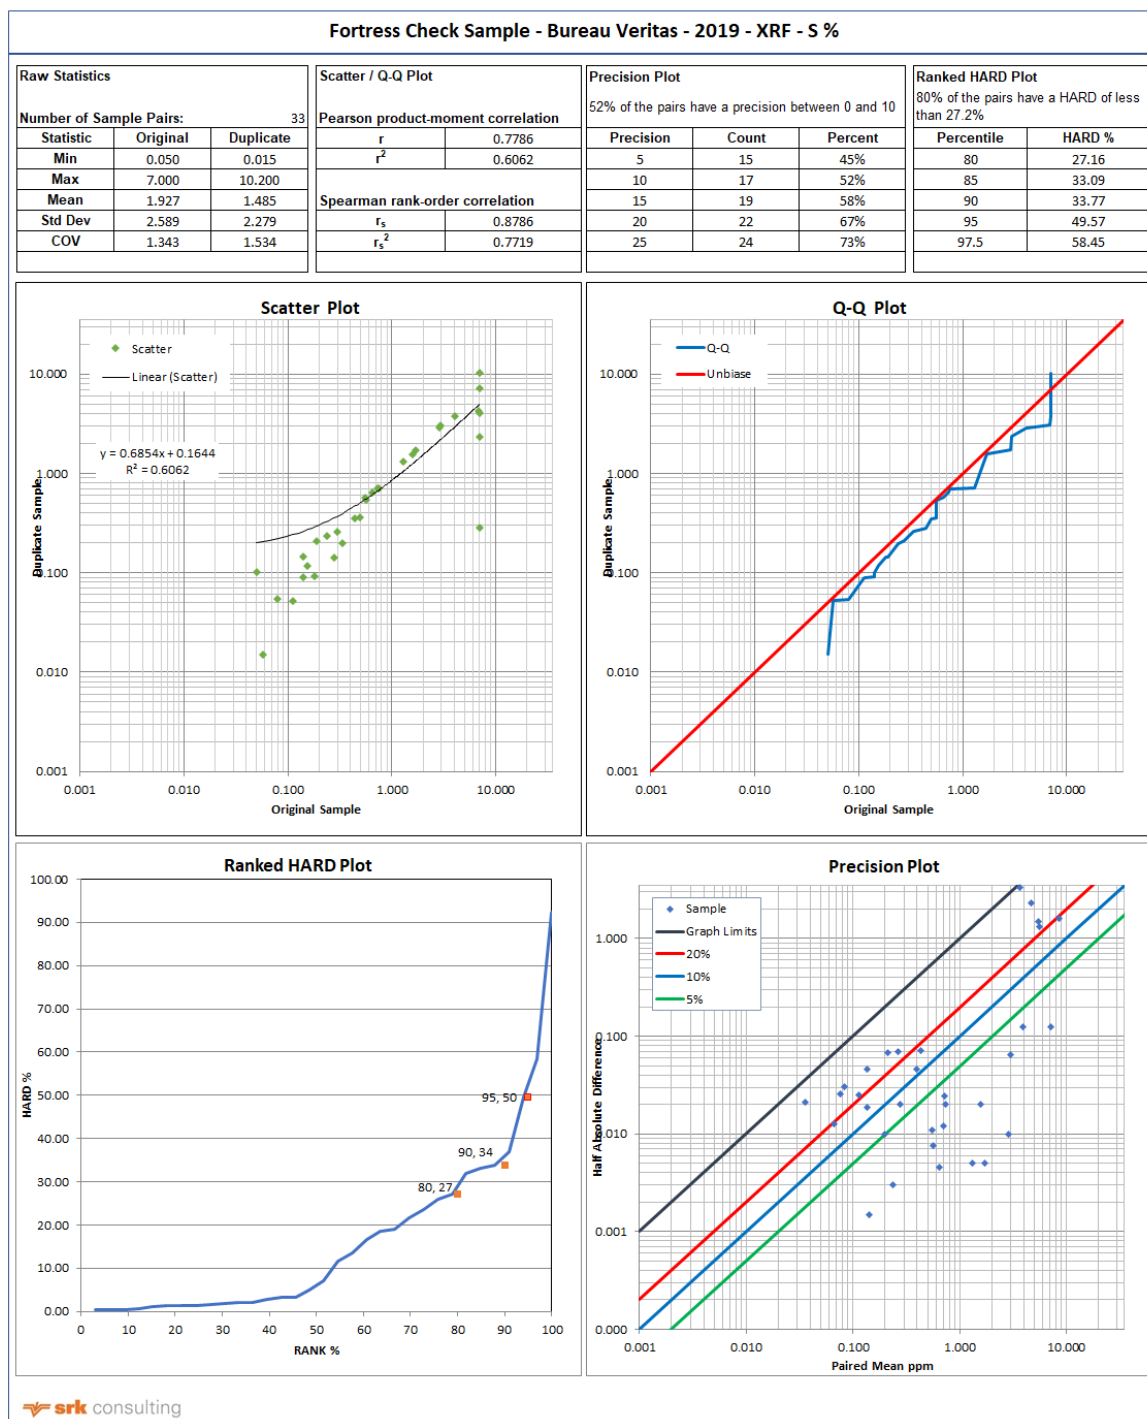 Fortress Check Sample - Bureau Veritas - 2019 - XRF - S %
Raw Statistics
Number of Sample Pairs: 33
Statistic Original Duplicate
Min 0.050 0.015
Max 7.000 10.200
Mean 1.927 1.485
Std Dev 2.589 2.279
COV 1.343 1.534
Scatter / Q-Q Plot
Pearson product-moment correlation
r 0.7786
r² 0.6062
Spearman rank-order correlation
rs 0.8786
rs² 0.7719
Precision Plot
52% of the pairs have a precision between 0 and 10
Precision Count Percent
5 15 45%
10 17 52%
15 19 58%
20 22 67%
25 24 73%
Ranked HARD Plot
80% of the pairs have a HARD of less
than 27.2%
Percentile HARD %
80 27.16
85 33.09
90 33.77
95 49.57
97.5 58.45
Scatter Plot
Scatter
Linear (Scatter)
y = 0.6854x + 0.1644
R² = 0.6062
10.000
1.000
0.100
0.010
0.001
Duplicate Sample
0.001 0.010 0.100 1.000 10.000
Original Sample
Q-Q Plot
Q-Q
Unbiase
10.000
1.000
0.100
0.010
0.001
Duplicate Sample
0.001 0.010 0.100 1.000 10.000
Original Sample
Ranked HARD Plot
100.00
90.00
80.00
70.00
60.00
50.00
40.00
30.00
20.00
10.00
0.00
HARD %
95, 50
90, 34
80, 27
0 10 20 30 40 50 60 70 80 90 100
RANK %
Precision Plot
Sample
Graph Limits
20%
10%
5%
1.000
0.100
0.010
0.001
0.000
Half Absolute Difference
0.001 0.010 0.100 1.000 10.000
Paired Mean ppm
srk consulting